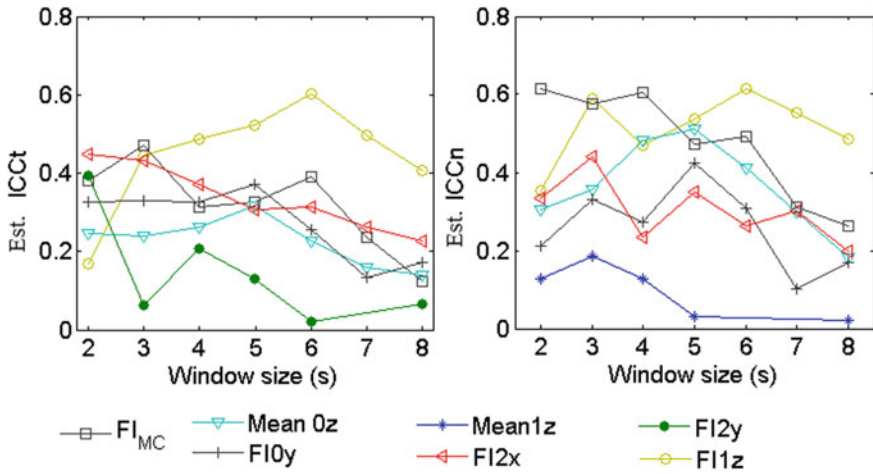 0.8
0.6
0.4
0.2
0
Est. ICCt
2 3 4 5 6 7 8
Window size (s)
0.8
0.6
0.4
0.2
0
Est. ICCn
2 3 4 5 6 7 8
Window size (s)
FI_MC
Mean 0z
Mean1z
FI2y
FI0y
FI2x
FI1z